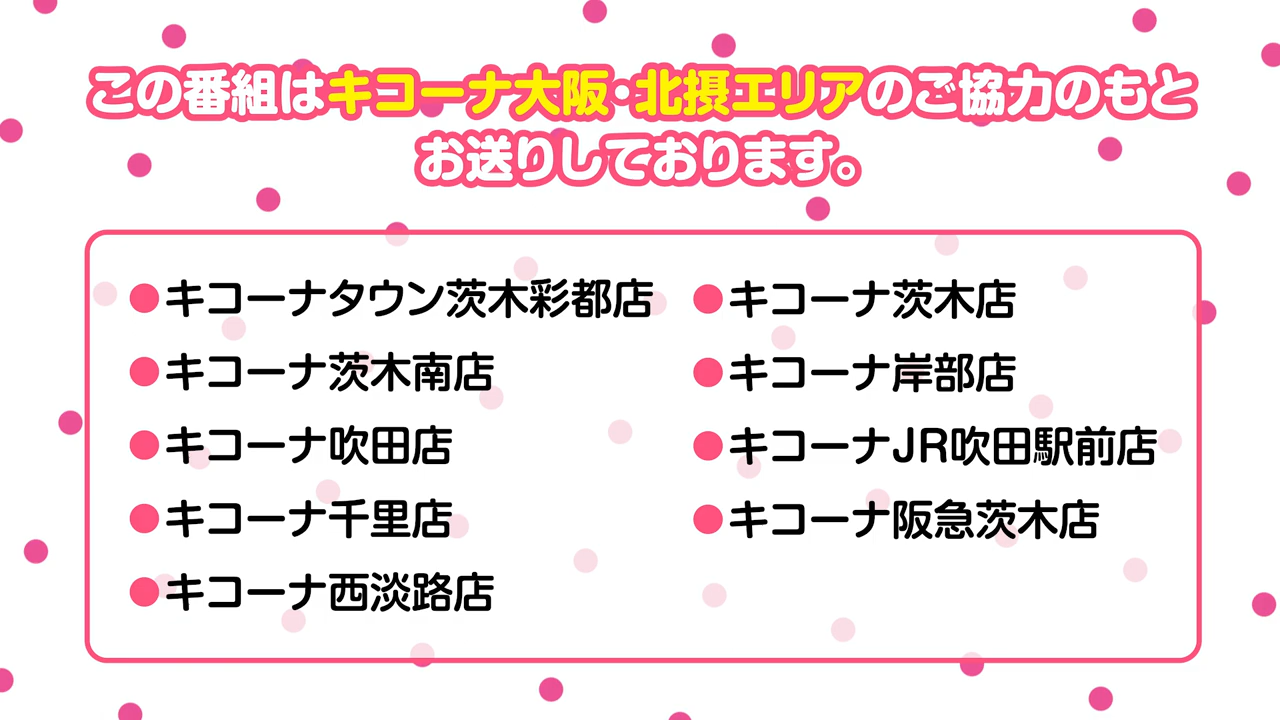 この番組はキコーナ大阪・北摂エリアのご協力のもと
お送りしております。
●キコーナタウン茨木彩都店
●キコーナ茨木南店
●キコーナ吹田店
●キコーナ千里店
●キコーナ西淡路店
●キコーナ茨木店
●キコーナ岸部店
●キコーナJR吹田駅前店
●キコーナ阪急茨木店